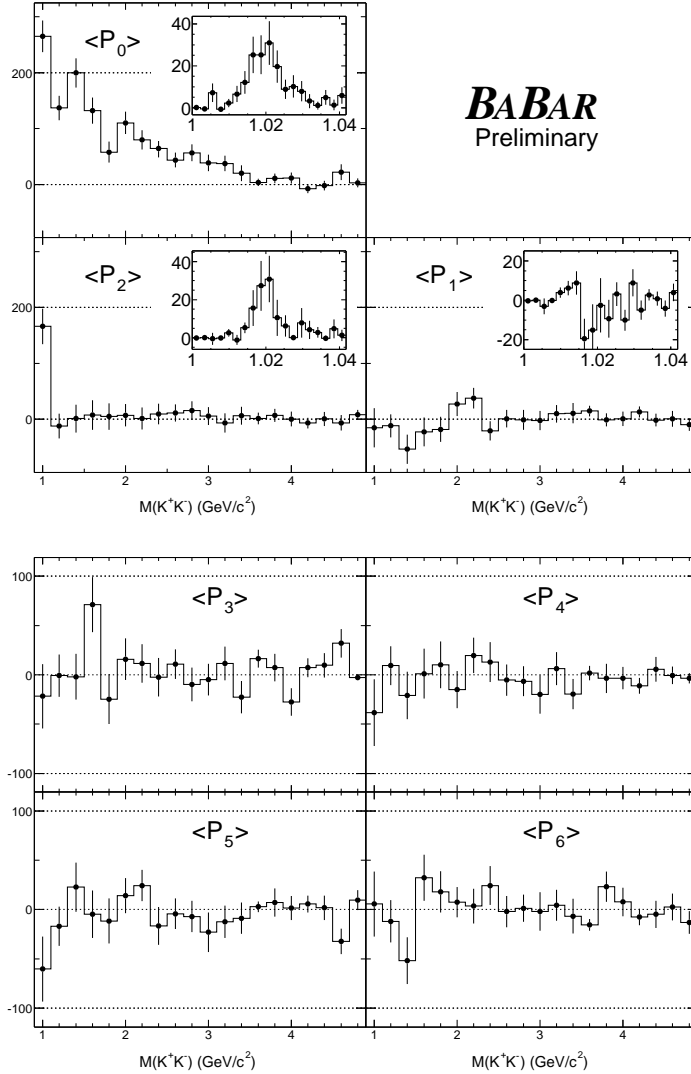 <P0>
200
0
40
20
0
1 1.02 1.04
BABAR
Preliminary
<P2>
200
0
40
20
0
1 1.02 1.04
1 2 3 4
M(K+K-) (GeV/c2)
<P1>
20
0
-20
1 1.02 1.04
1 2 3 4
M(K+K-) (GeV/c2)
<P3>
100
0
-100
<P4>
<P5>
100
0
-100
1 2 3 4
M(K+K-) (GeV/c2)
<P6>
1 2 3 4
M(K+K-) (GeV/c2)